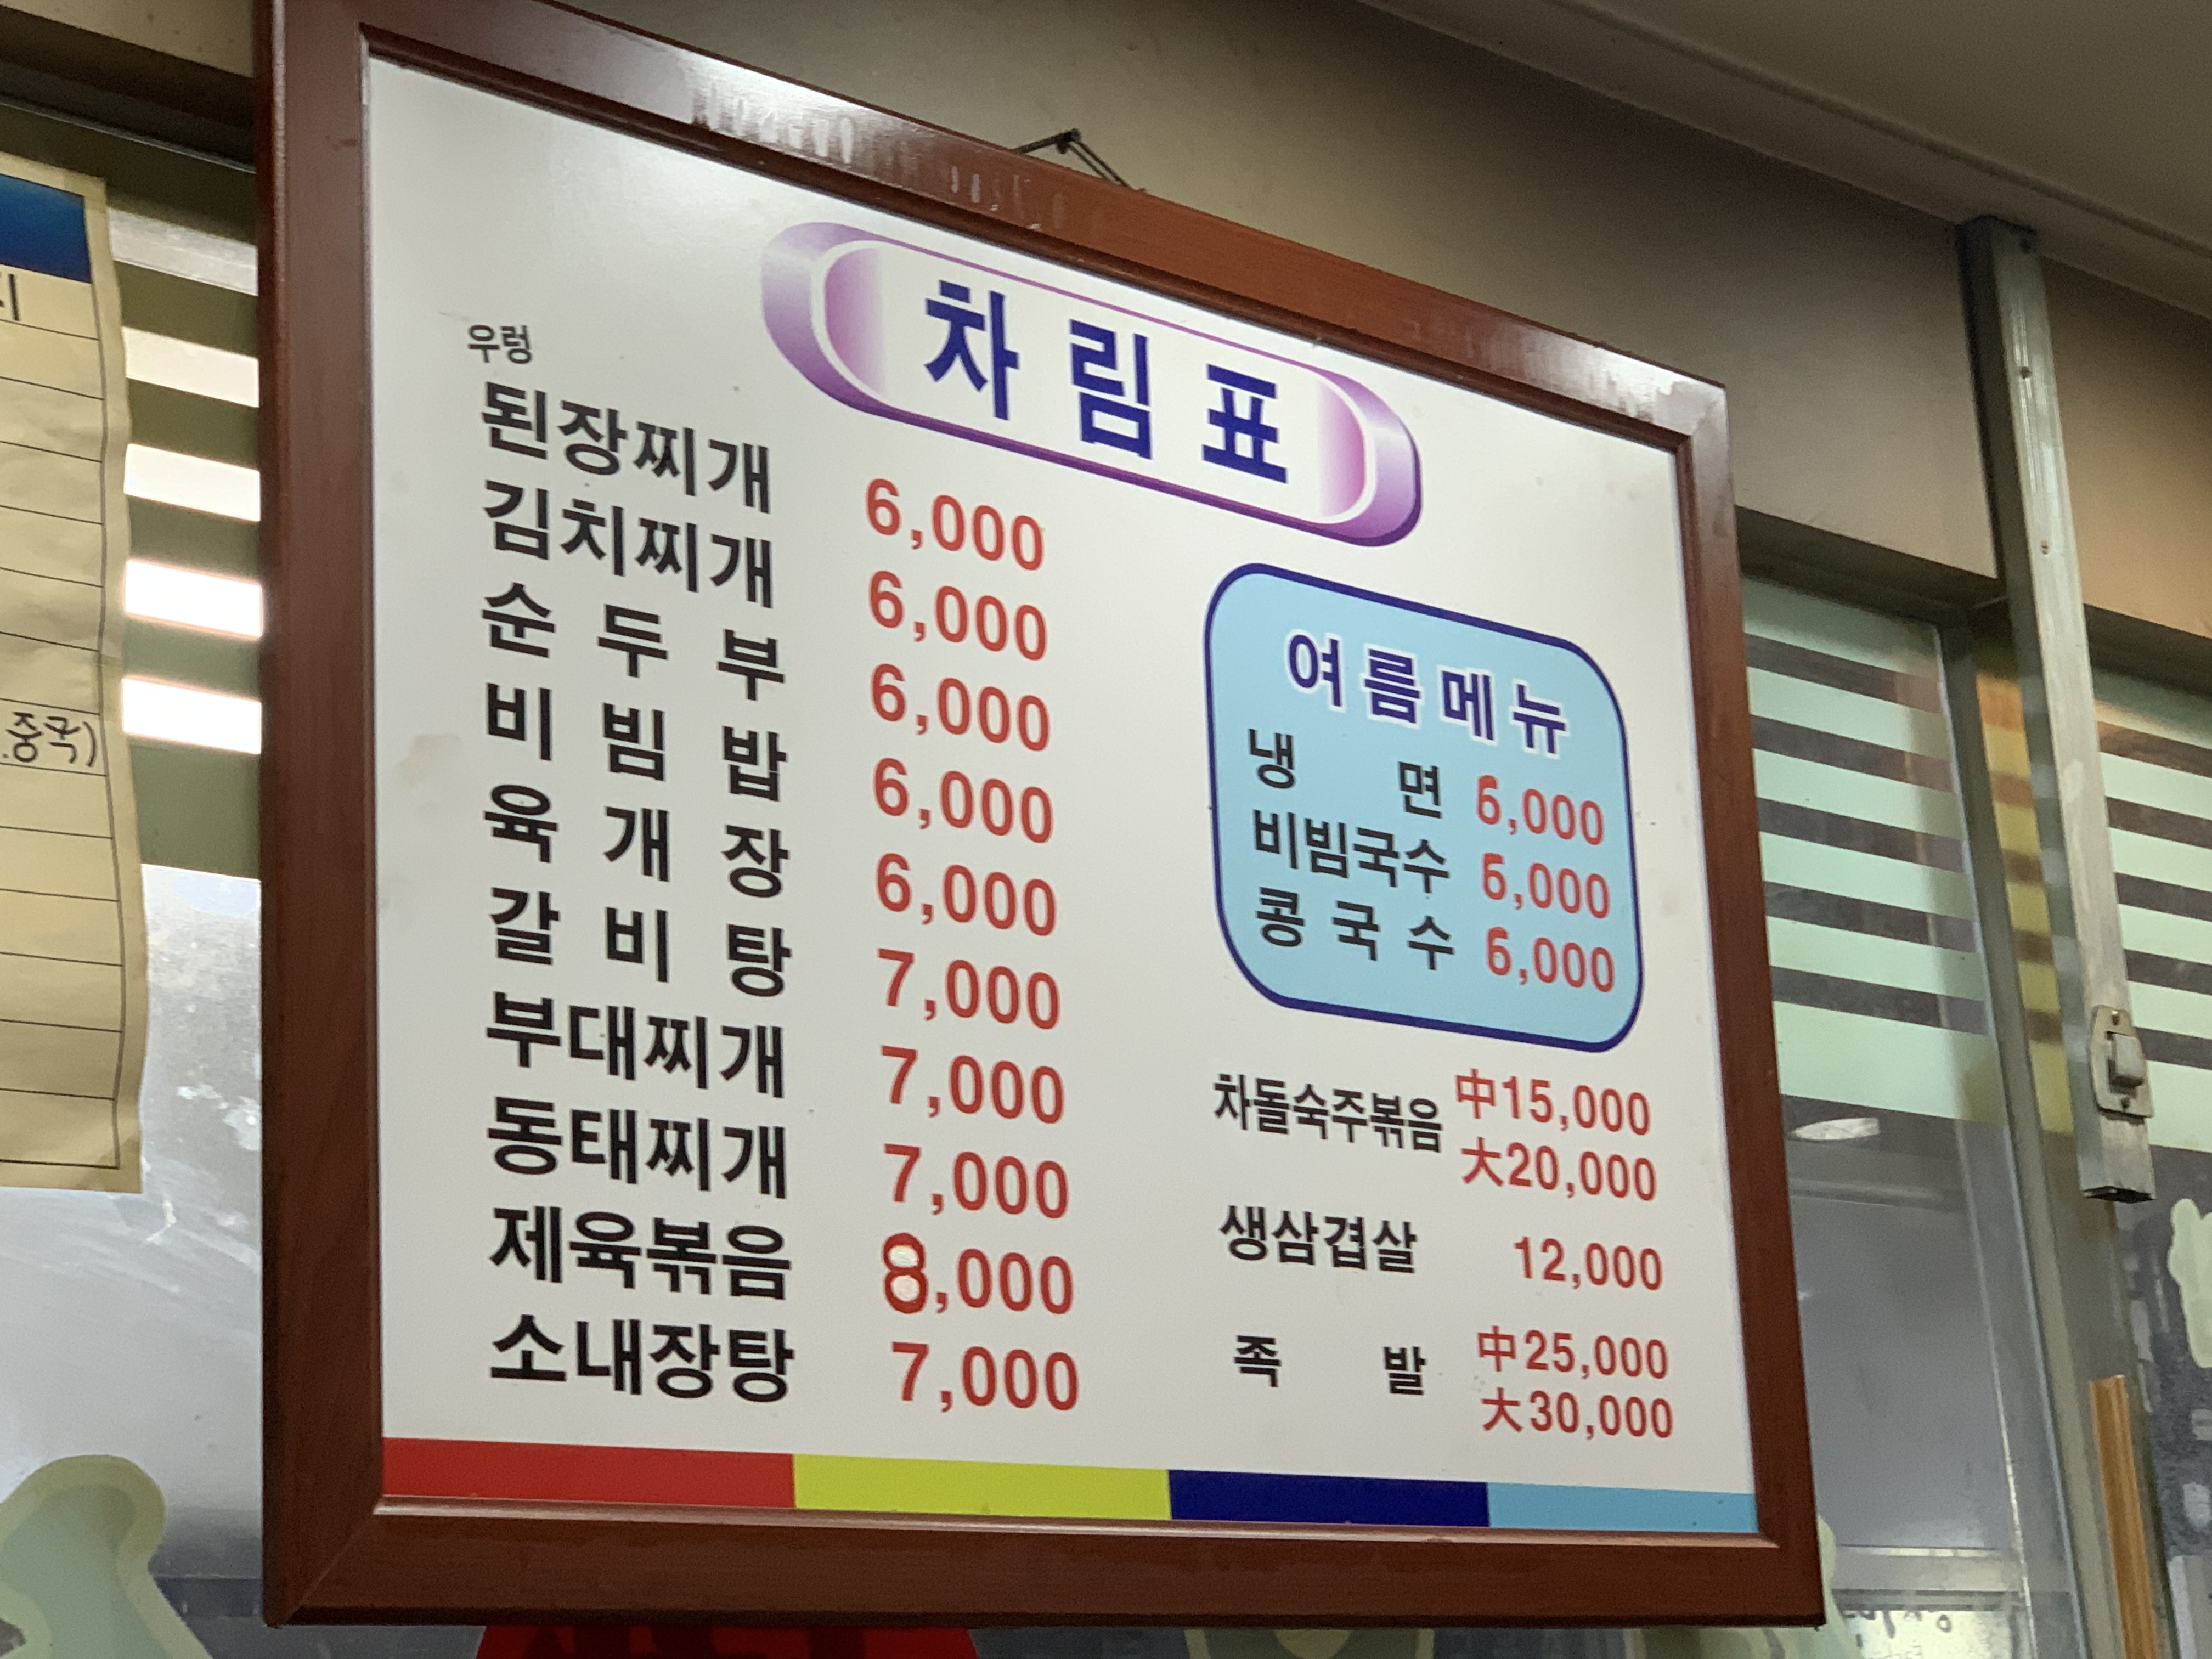 차림표
우렁
된장찌개 6,000
김치찌개 6,000
순두부 6,000
비빔밥 6,000
육개장 6,000
갈비탕 7,000
부대찌개 7,000
동태찌개 7,000
제육볶음 8,000
소내장탕 7,000
여름메뉴
냉면 6,000
비빔국수 6,000
콩국수 6,000
차돌숙주볶음 中15,000
大20,000
생삼겹살 12,000
족발 中25,000
大30,000
중국)